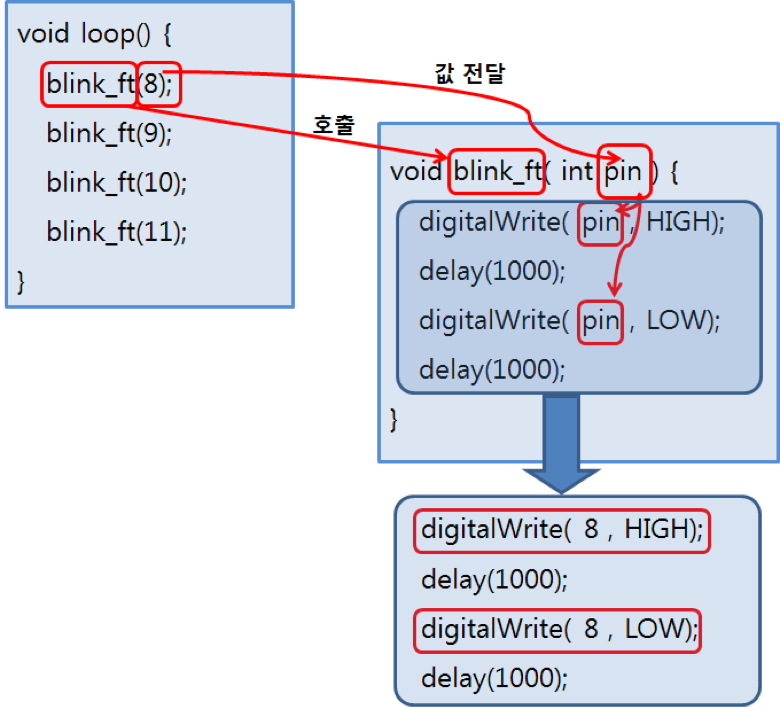 void loop() {
blink_ft(8);
blink_ft(9);
blink_ft(10);
blink_ft(11);
}
값 전달
호출
void blink_ft( int pin ) {
digitalWrite( pin , HIGH);
delay(1000);
digitalWrite( pin , LOW);
delay(1000);
}
digitalWrite( 8 , HIGH);
delay(1000);
digitalWrite( 8 , LOW);
delay(1000);